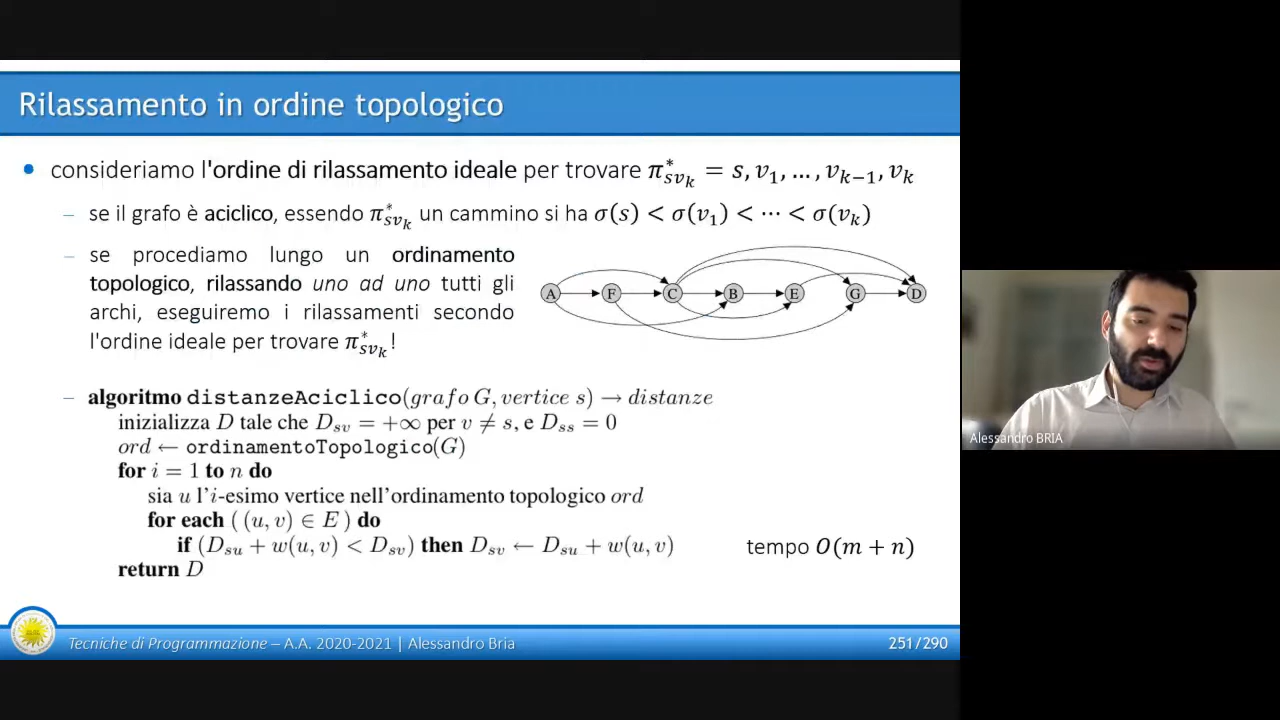 Rilassamento in ordine topologico
• consideriamo l'ordine di rilassamento ideale per trovare π*ₛᵥₖ = s, v₁, …, vₖ₋₁, vₖ
– se il grafo è aciclico, essendo π*ₛᵥₖ un cammino si ha σ(s) < σ(v₁) < ⋯ < σ(vₖ)
– se procediamo lungo un ordinamento
topologico, rilassando uno ad uno tutti gli
archi, eseguiremo i rilassamenti secondo
l'ordine ideale per trovare π*ₛᵥₖ!
A F C B E G D
– algoritmo distanzeAciclico(grafo G, vertice s) → distanze
inizializza D tale che Dₛᵥ = +∞ per v ≠ s, e Dₛₛ = 0
ord ← ordinamentoTopologico(G)
for i = 1 to n do
sia u l'i-esimo vertice nell'ordinamento topologico ord
for each ( (u, v) ∈ E ) do
if (Dₛᵤ + w(u, v) < Dₛᵥ) then Dₛᵥ ← Dₛᵤ + w(u, v)
tempo O(m + n)
return D
Tecniche di Programmazione – A.A. 2020-2021 | Alessandro Bria
251/290
Alessandro BRIA